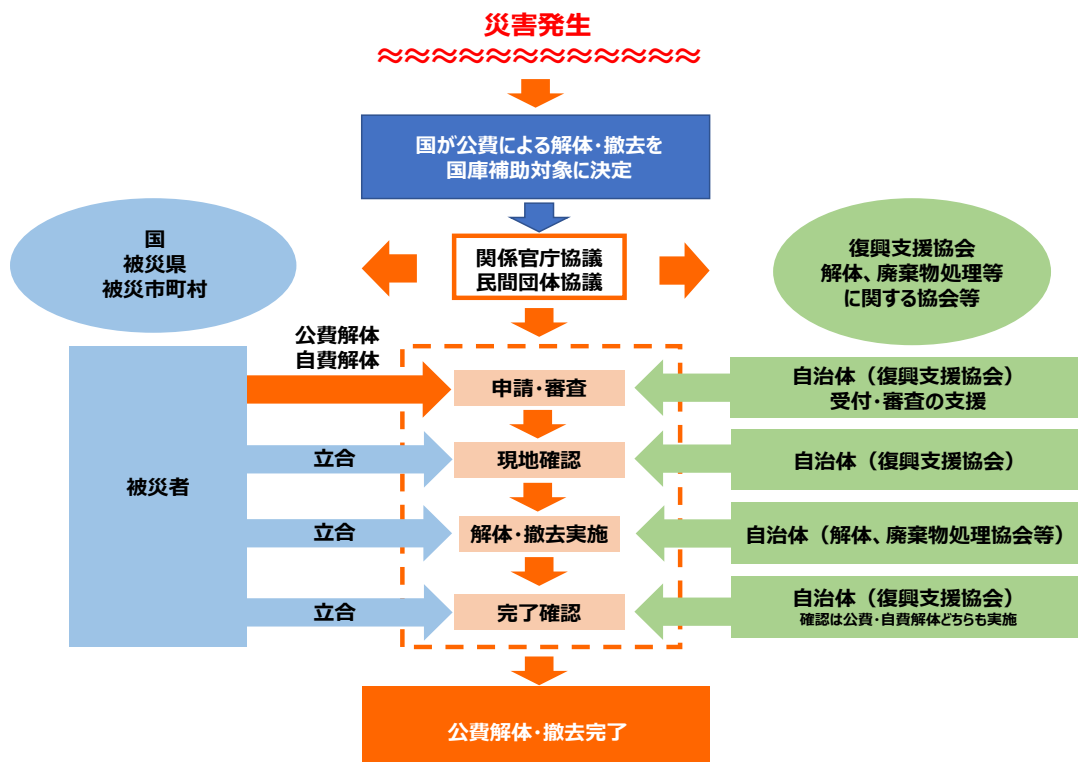 災害発生
国が公費による解体・撤去を
国庫補助対象に決定
国
被災県
被災市町村
関係官庁協議
民間団体協議
復興支援協会
解体、廃棄物処理等
に関する協会等
公費解体
自費解体
被災者
申請・審査
自治体（復興支援協会）
受付・審査の支援
立合
現地確認
自治体（復興支援協会）
立合
解体・撤去実施
自治体（解体、廃棄物処理協会等）
立合
完了確認
自治体（復興支援協会）
確認は公費・自費解体どちらも実施
公費解体・撤去完了